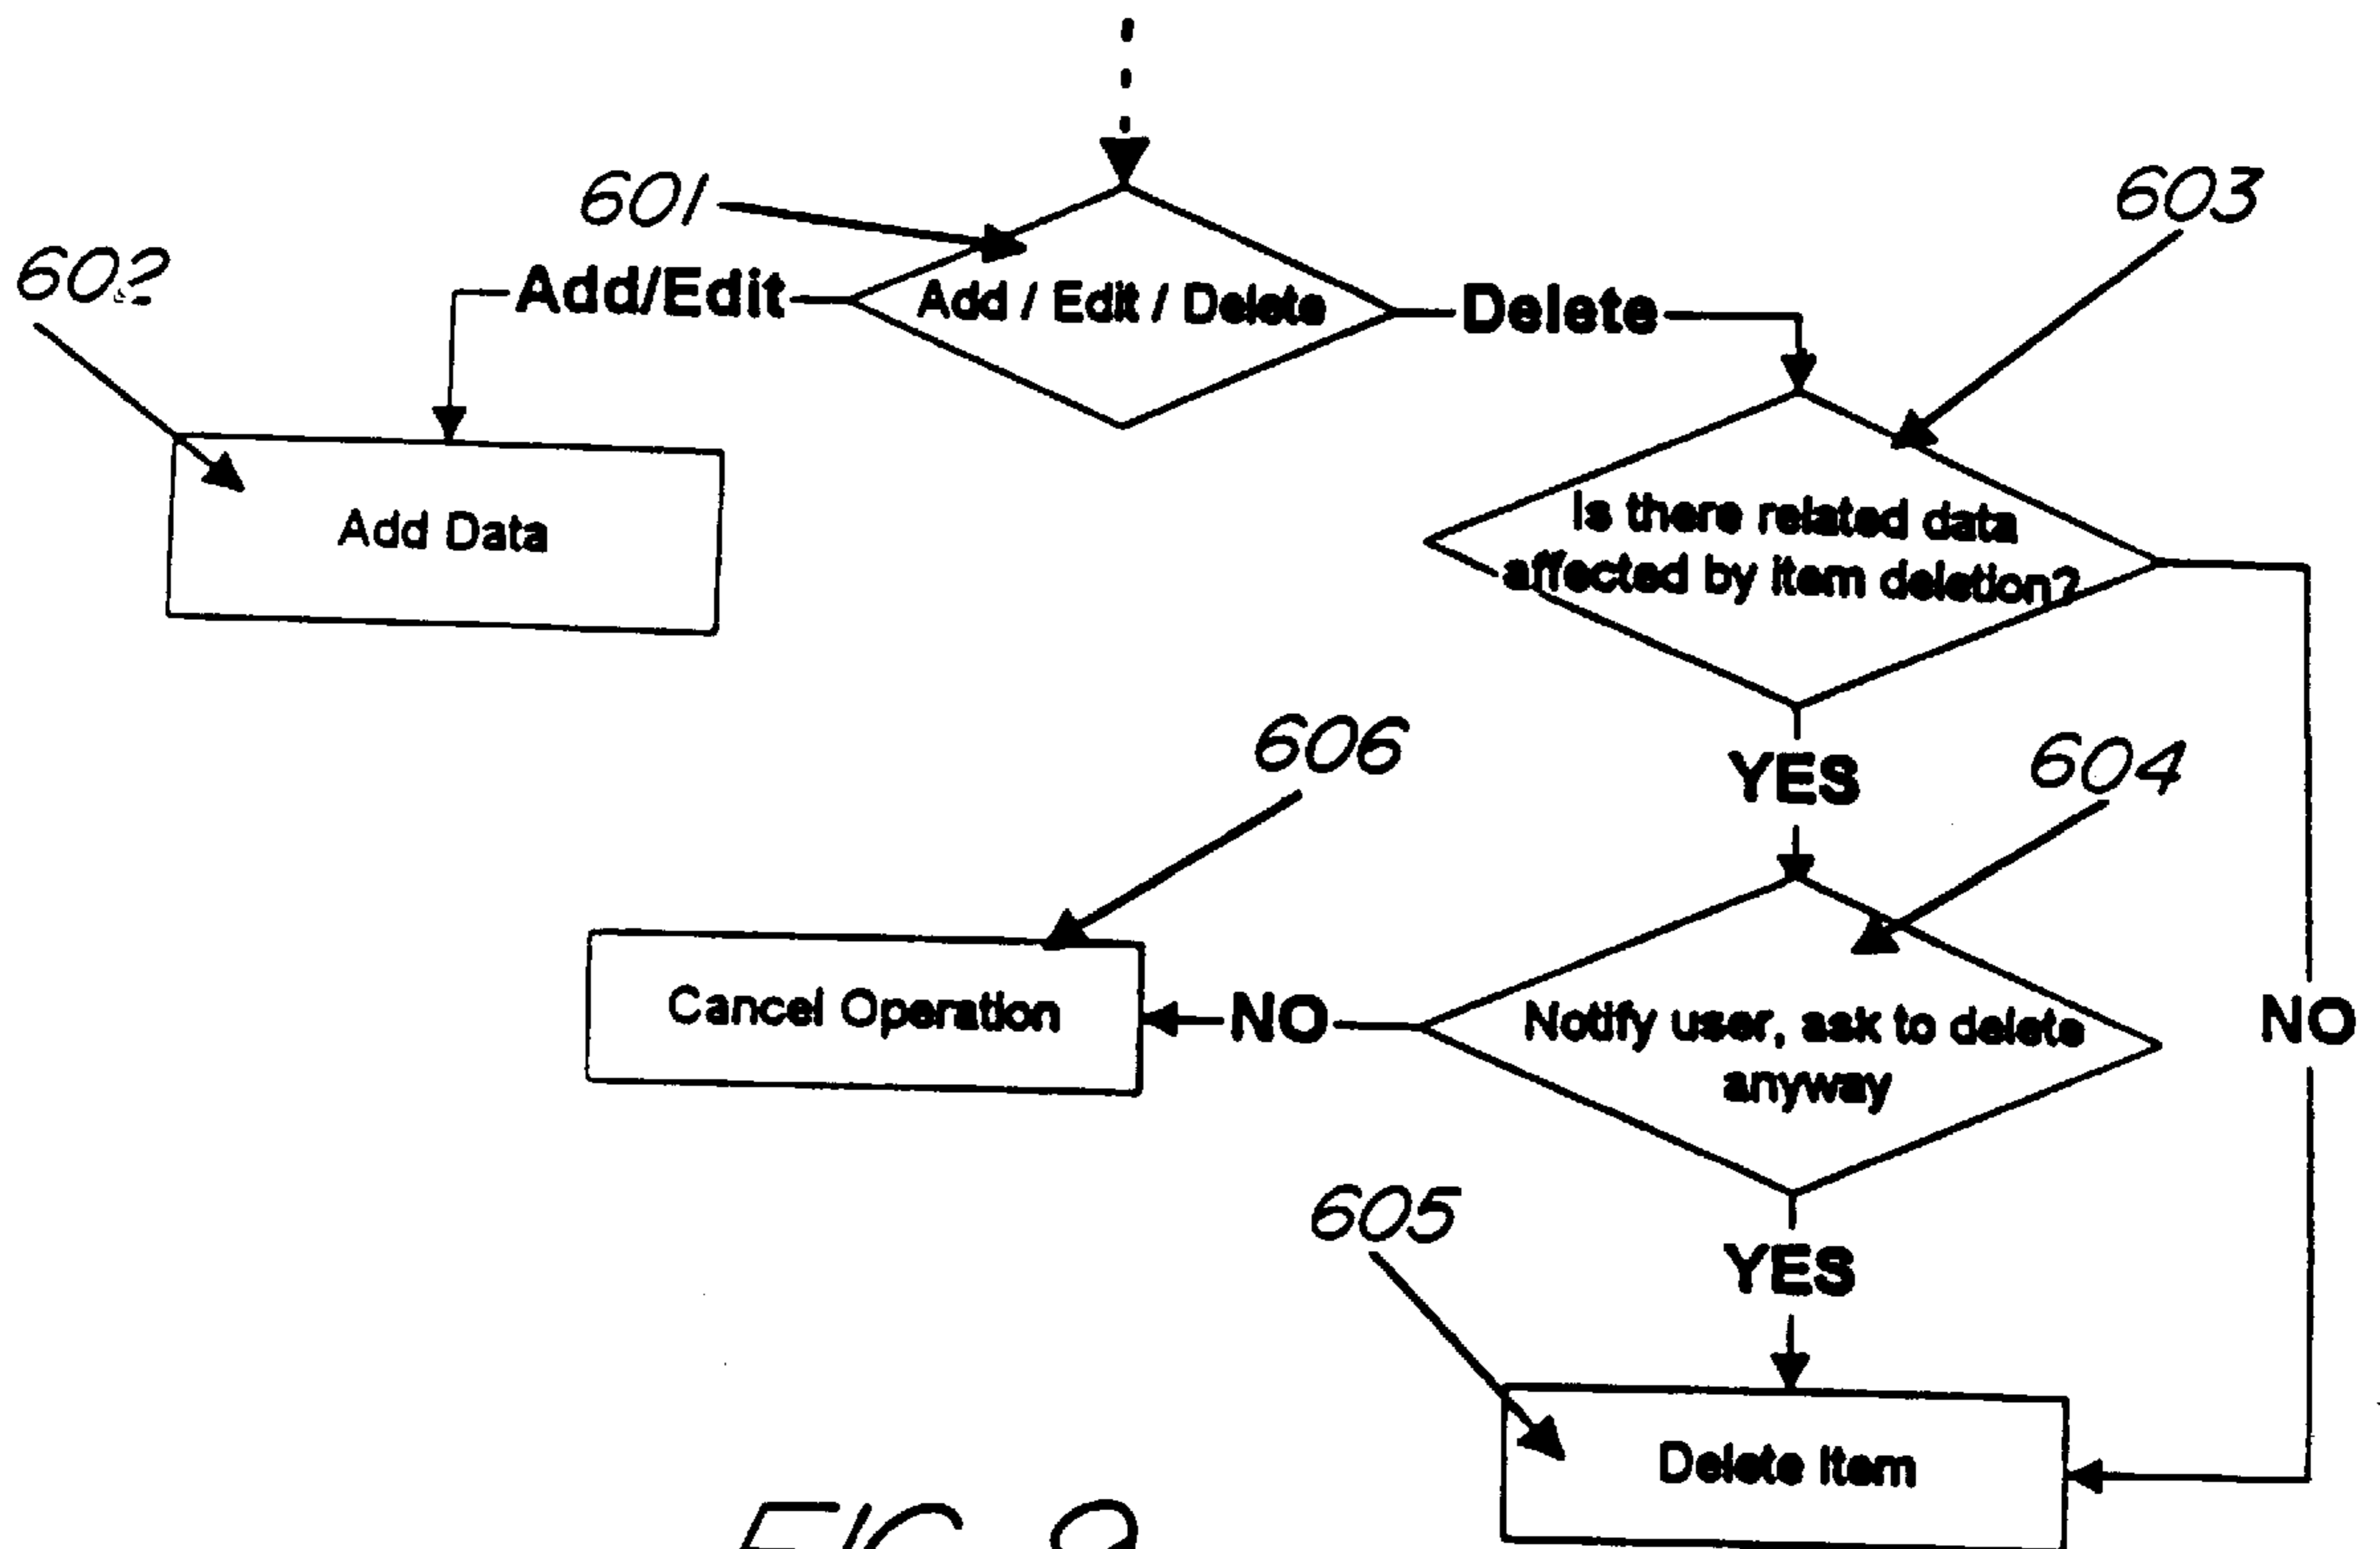 601
603
602
Add/Edit
Add / Edit / Delete
Delete
Add Data
Is there related data
affected by item deletion?
606
604
YES
Cancel Operation
NO
Notify user, ask to delete
anyway
NO
605
YES
Delete Item
FIG.